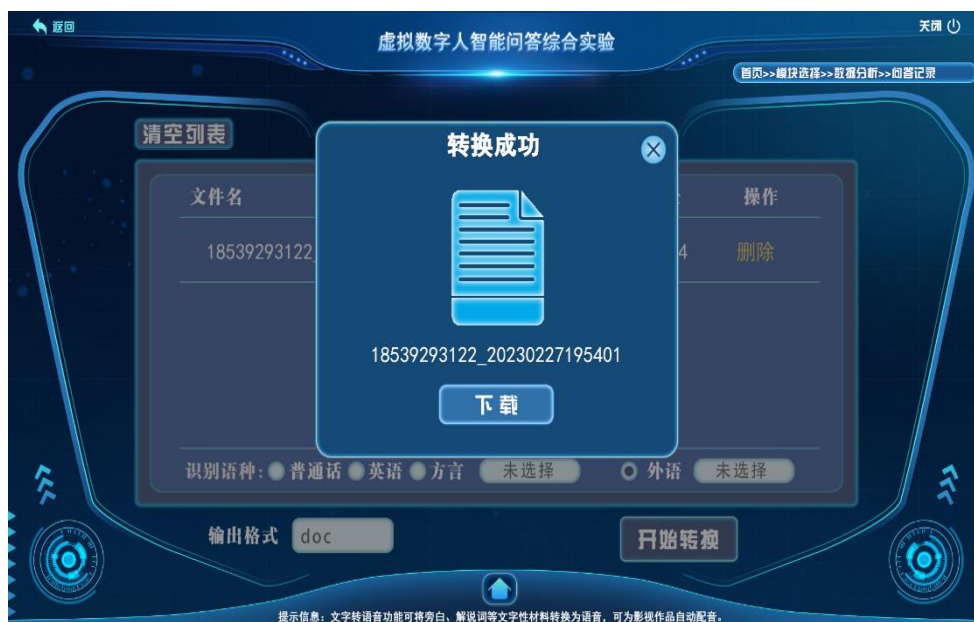 返回
虚拟数字人智能问答综合实验
关闭
首页>>模块选择>>数据分析>>问答记录
清空列表
转换成功
文件名
操作
18539293122_
4
删除
18539293122_20230227195401
下载
识别语种: 普通话 英语 方言 未选择 外语 未选择
输出格式 doc
开始转换
提示信息: 文字转语音功能可将旁白、解说词等文字性材料转换为语音, 可为影视作品自动配音。